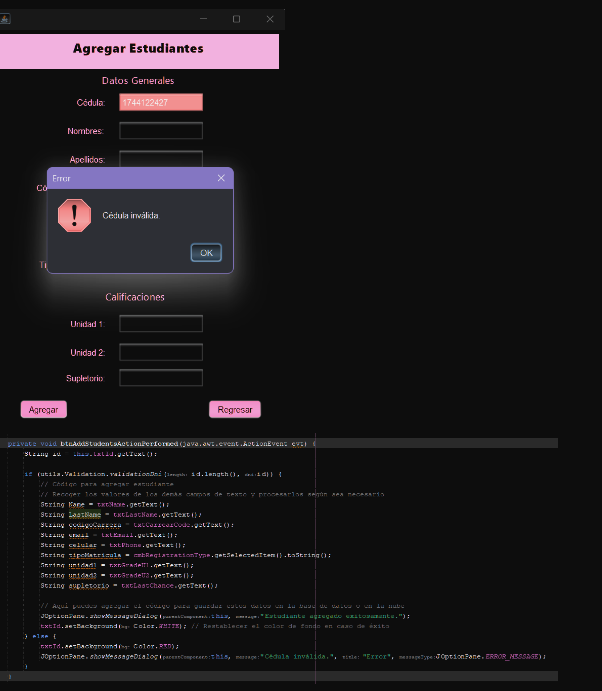 Agregar Estudiantes
Datos Generales
Cédula: 1744122427
Nombres:
Apellidos:
Có
Error
Cédula inválida.
OK
Ti
Calificaciones
Unidad 1:
Unidad 2:
Supletorio:
Agregar Regresar
private void btnAddStudentsActionPerformed(java.awt.event.ActionEvent evt) {
String id = this.txtId.getText();
if (utils.Validation.validationDni(length: id.length(), dni:id)) {
// Código para agregar estudiante
// Recoger los valores de los demás campos de texto y procesarlos según sea necesario
String Name = txtName.getText();
String lastName = txtLastName.getText();
String codigoCarrera = txtCarrearCode.getText();
String email = txtEmail.getText();
String celular = txtPhone.getText();
String tipoMatricula = cmbRegistrationType.getSelectedItem().toString();
String unidad1 = txtGradeU1.getText();
String unidad2 = txtGradeU2.getText();
String supletorio = txtLastChance.getText();
// Aquí puedes agregar el código para guardar estos datos en la base de datos o en la nube
JOptionPane.showMessageDialog(parentComponent:this, message:"Estudiante agregado exitosamente.");
txtId.setBackground(bg: Color.WHITE); // Restablecer el color de fondo en caso de éxito
} else {
txtId.setBackground(bg: Color.RED);
JOptionPane.showMessageDialog(parentComponent:this, message:"Cédula inválida.", title: "Error", messageType:JOptionPane.ERROR_MESSAGE);
}
}